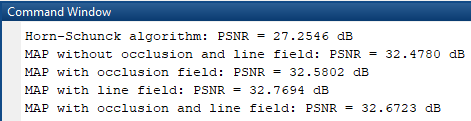 Command Window
Horn-Schunck algorithm: PSNR = 27.2546 dB
MAP without occlusion and line field: PSNR = 32.4780 dB
MAP with occlusion field: PSNR = 32.5802 dB
MAP with line field: PSNR = 32.7694 dB
MAP with occlusion and line field: PSNR = 32.6723 dB